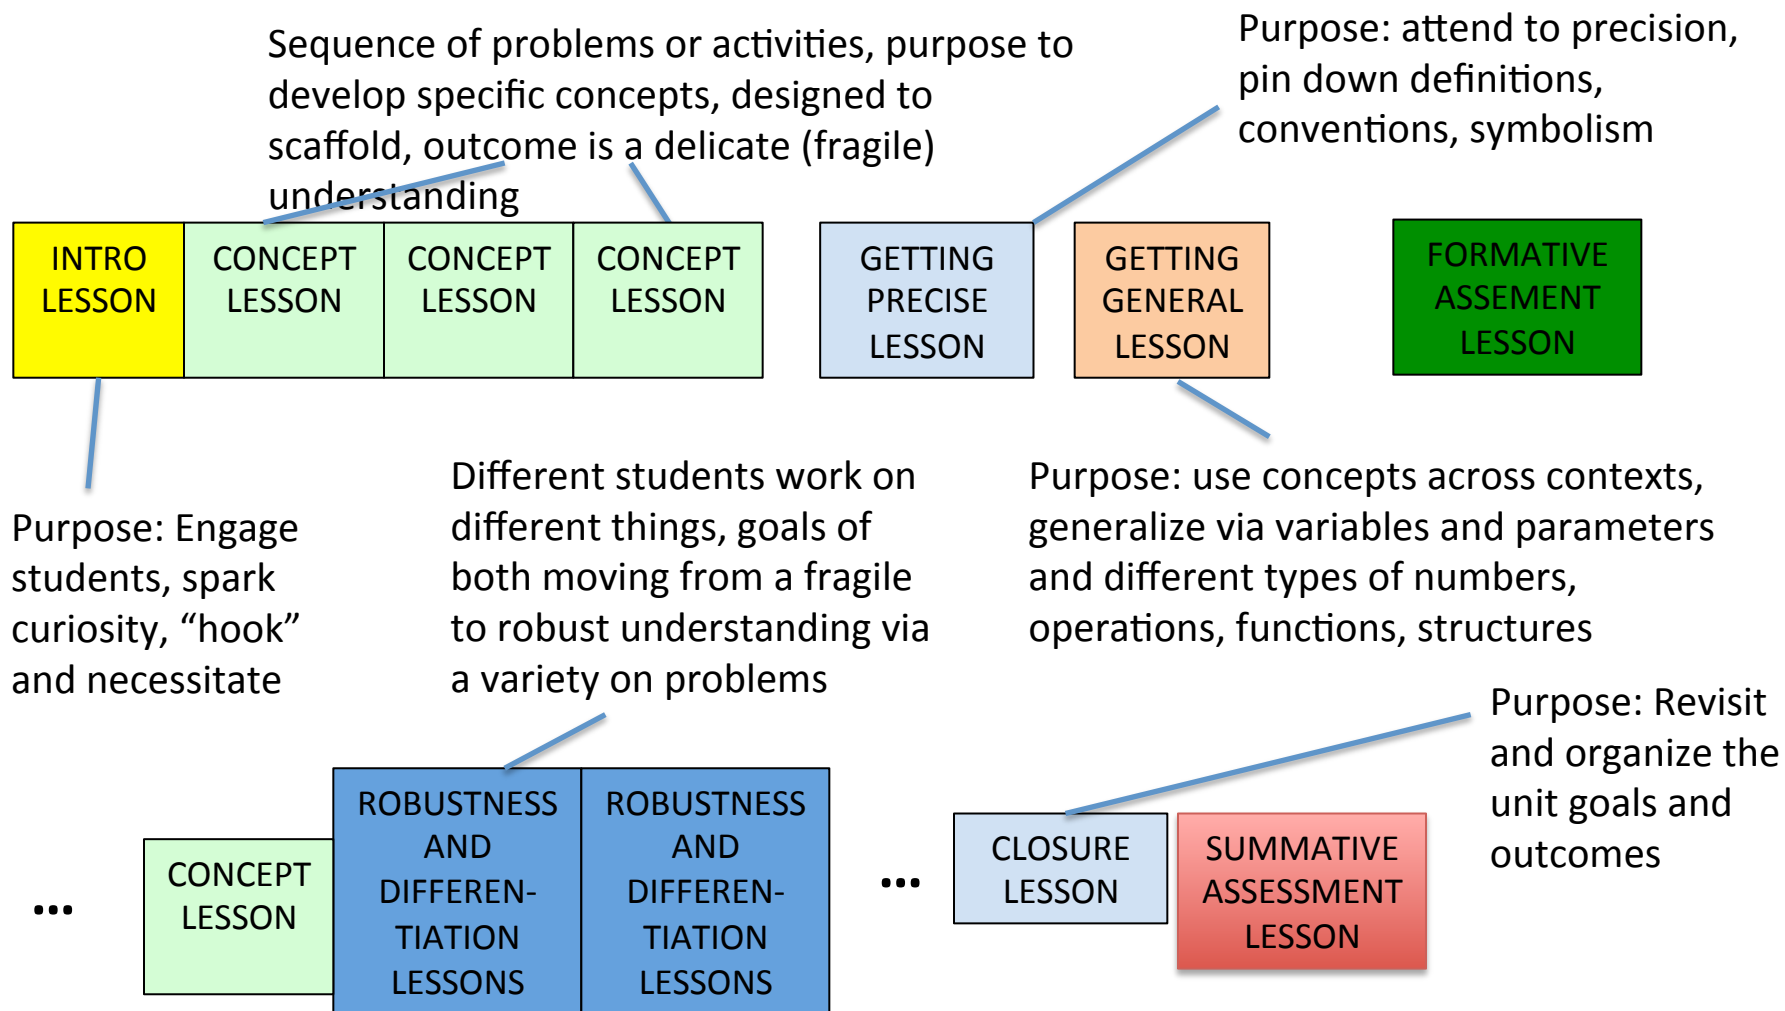 Sequence of problems or activities, purpose to
develop specific concepts, designed to
scaffold, outcome is a delicate (fragile)
understanding
Purpose: attend to precision,
pin down definitions,
conventions, symbolism
INTRO
LESSON
CONCEPT
LESSON
CONCEPT
LESSON
CONCEPT
LESSON
GETTING
PRECISE
LESSON
GETTING
GENERAL
LESSON
FORMATIVE
ASSEMENT
LESSON
Purpose: Engage
students, spark
curiosity, “hook”
and necessitate
Different students work on
different things, goals of
both moving from a fragile
to robust understanding via
a variety on problems
Purpose: use concepts across contexts,
generalize via variables and parameters
and different types of numbers,
operations, functions, structures
Purpose: Revisit
and organize the
unit goals and
outcomes
...
CONCEPT
LESSON
ROBUSTNESS
AND
DIFFEREN-
TIATION
LESSONS
ROBUSTNESS
AND
DIFFEREN-
TIATION
LESSONS
...
CLOSURE
LESSON
SUMMATIVE
ASSESSMENT
LESSON